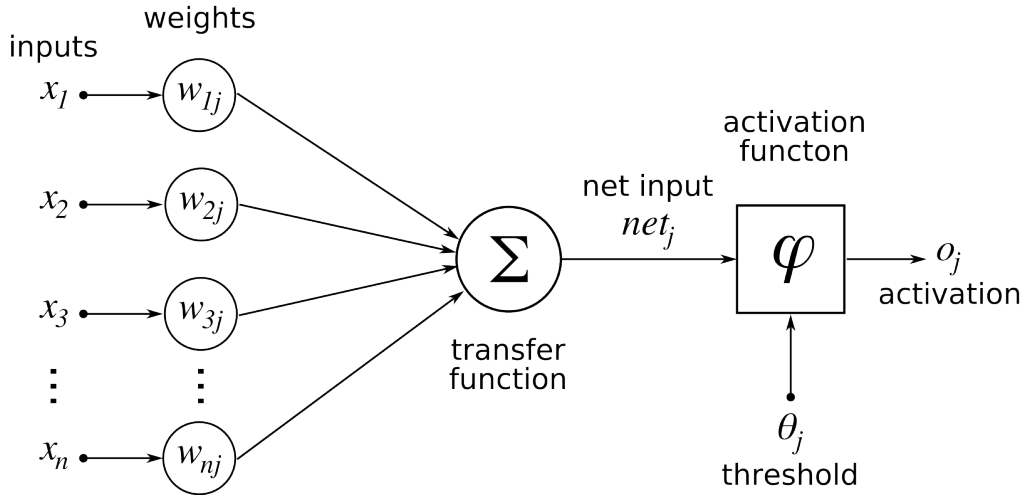 weights
inputs
x1
w1j
x2
w2j
x3
w3j
⋮ ⋮
xn
wnj
Σ
transfer
function
net input
netj
activation
functon
φ
oj
activation
θj
threshold